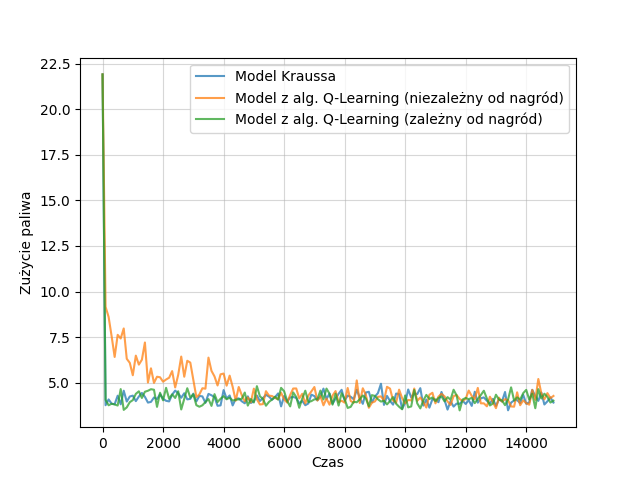 22.5
20.0
17.5
15.0
12.5
10.0
7.5
5.0
Zużycie paliwa
Model Kraussa
Model z alg. Q-Learning (niezależny od nagród)
Model z alg. Q-Learning (zależny od nagród)
0 2000 4000 6000 8000 10000 12000 14000
Czas